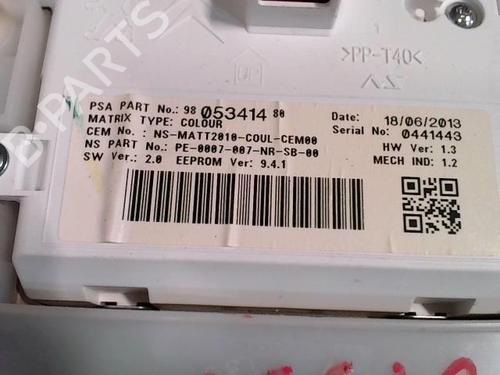 >PP-T40<
UP
PSA PART No.: 98 053414 80
MATRIX TYPE: COLOUR
CEM No.: NS-MATT2010-COUL-CEM00
NS PART No.: PE-0007-007-NR-SB-00
SW Ver.: 2.0 EEPROM Ver: 9.4.1
Date: 18/06/2013
Serial No: 0441443
HW Ver: 1.3
MECH IND: 1.2
B-PARTS